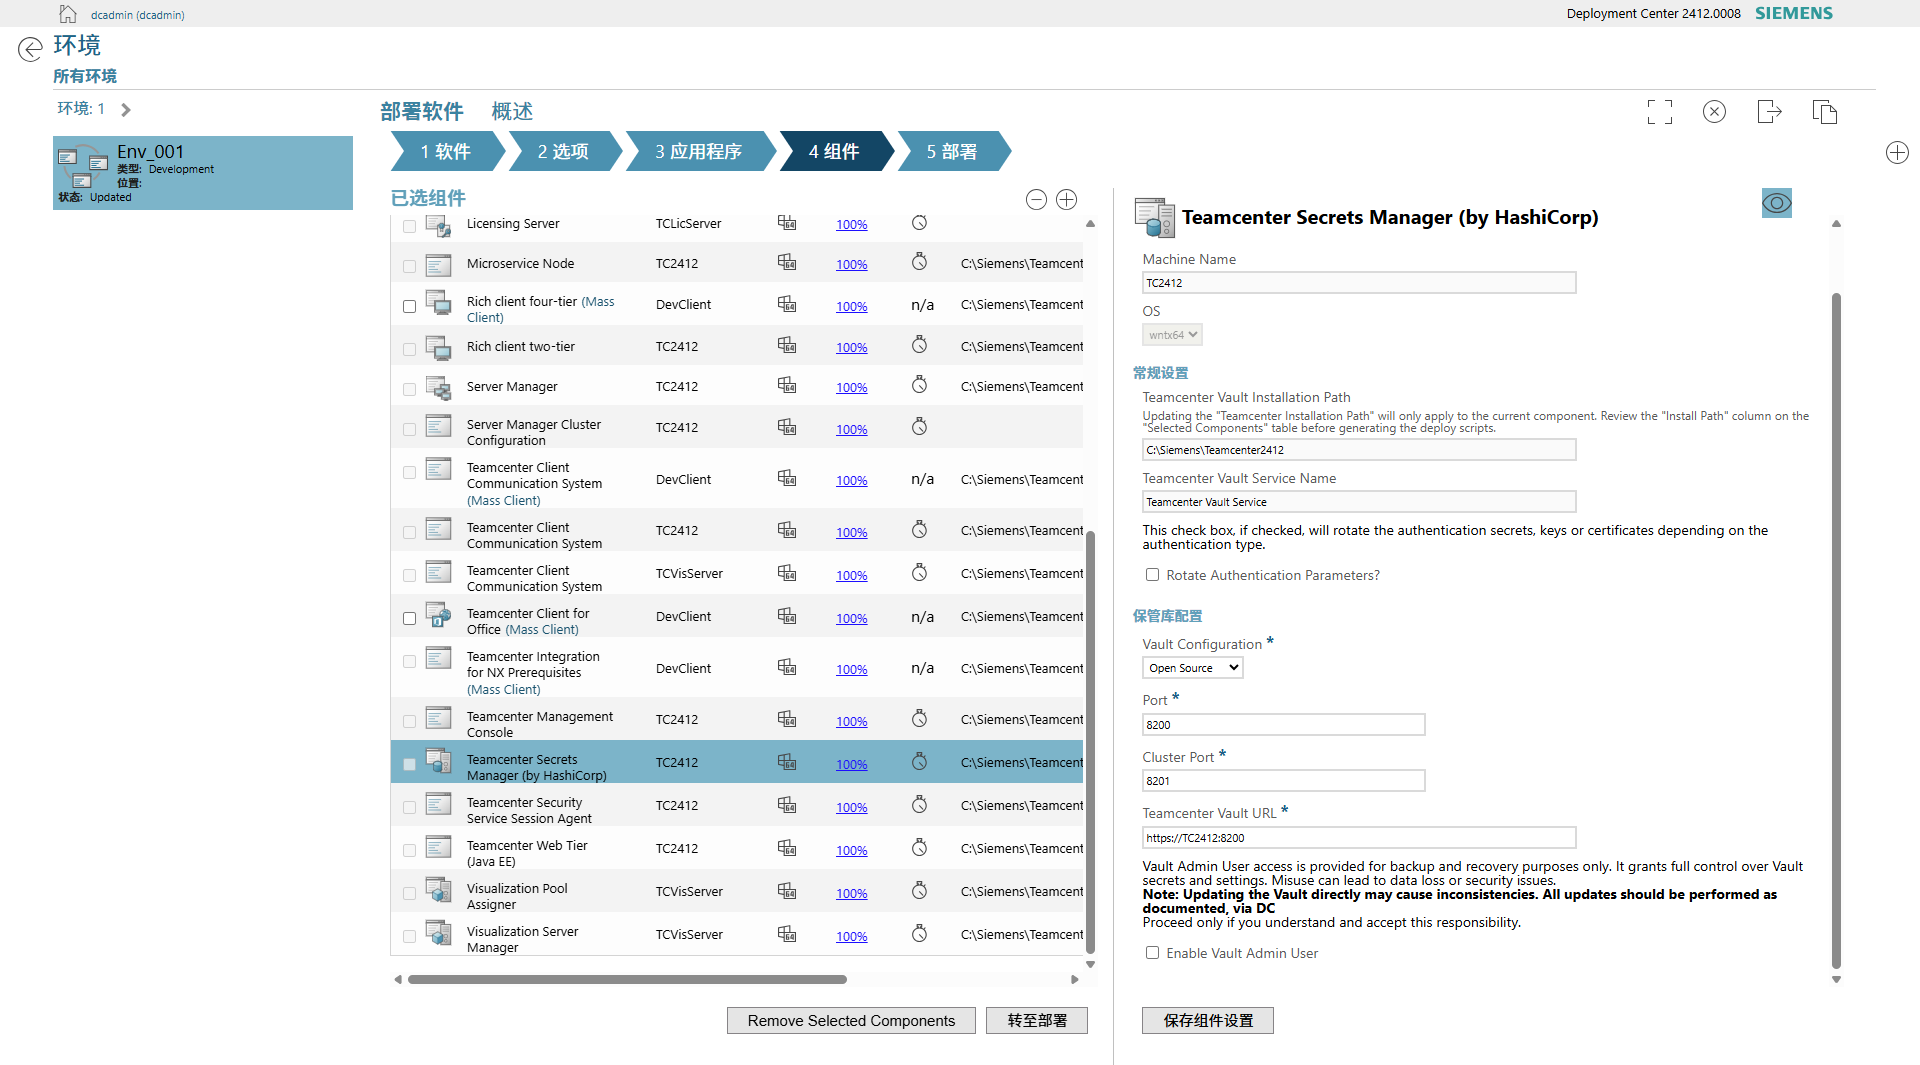 dcadmin (dcadmin)
Deployment Center 2412.0008 SIEMENS
环境
所有环境
环境: 1
Env_001
类型: Development
位置:
状态: Updated
部署软件 概述
1 软件
2 选项
3 应用程序
4 组件
5 部署
已选组件
Licensing Server TCLicServer 64 100%
Microservice Node TC2412 64 100% C:\Siemens\Teamcent
Rich client four-tier (Mass
Client) DevClient 64 100% n/a C:\Siemens\Teamcent
Rich client two-tier TC2412 64 100% C:\Siemens\Teamcent
Server Manager TC2412 64 100% C:\Siemens\Teamcent
Server Manager Cluster
Configuration TC2412 64 100%
Teamcenter Client
Communication System
(Mass Client) DevClient 64 100% n/a C:\Siemens\Teamcent
Teamcenter Client
Communication System TC2412 64 100% C:\Siemens\Teamcent
Teamcenter Client
Communication System TCVisServer 64 100% C:\Siemens\Teamcent
Teamcenter Client for
Office (Mass Client) DevClient 64 100% n/a C:\Siemens\Teamcent
Teamcenter Integration
for NX Prerequisites
(Mass Client) DevClient 64 100% n/a C:\Siemens\Teamcent
Teamcenter Management
Console TC2412 64 100% C:\Siemens\Teamcent
Teamcenter Secrets
Manager (by HashiCorp) TC2412 64 100% C:\Siemens\Teamcent
Teamcenter Security
Service Session Agent TC2412 64 100% C:\Siemens\Teamcent
Teamcenter Web Tier
(Java EE) TC2412 64 100% C:\Siemens\Teamcent
Visualization Pool
Assigner TCVisServer 64 100% C:\Siemens\Teamcent
Visualization Server
Manager TCVisServer 64 100% C:\Siemens\Teamcent
Remove Selected Components
转至部署
Teamcenter Secrets Manager (by HashiCorp)
Machine Name
TC2412
OS
wntx64
常规设置
Teamcenter Vault Installation Path
Updating the "Teamcenter Installation Path" will only apply to the current component. Review the "Install Path" column on the
"Selected Components" table before generating the deploy scripts.
C:\Siemens\Teamcenter2412
Teamcenter Vault Service Name
Teamcenter Vault Service
This check box, if checked, will rotate the authentication secrets, keys or certificates depending on the
authentication type.
Rotate Authentication Parameters?
保管库配置
Vault Configuration *
Open Source
Port *
8200
Cluster Port *
8201
Teamcenter Vault URL *
https://TC2412:8200
Vault Admin User access is provided for backup and recovery purposes only. It grants full control over Vault
secrets and settings. Misuse can lead to data loss or security issues.
Note: Updating the Vault directly may cause inconsistencies. All updates should be performed as
documented, via DC
Proceed only if you understand and accept this responsibility.
Enable Vault Admin User
保存组件设置